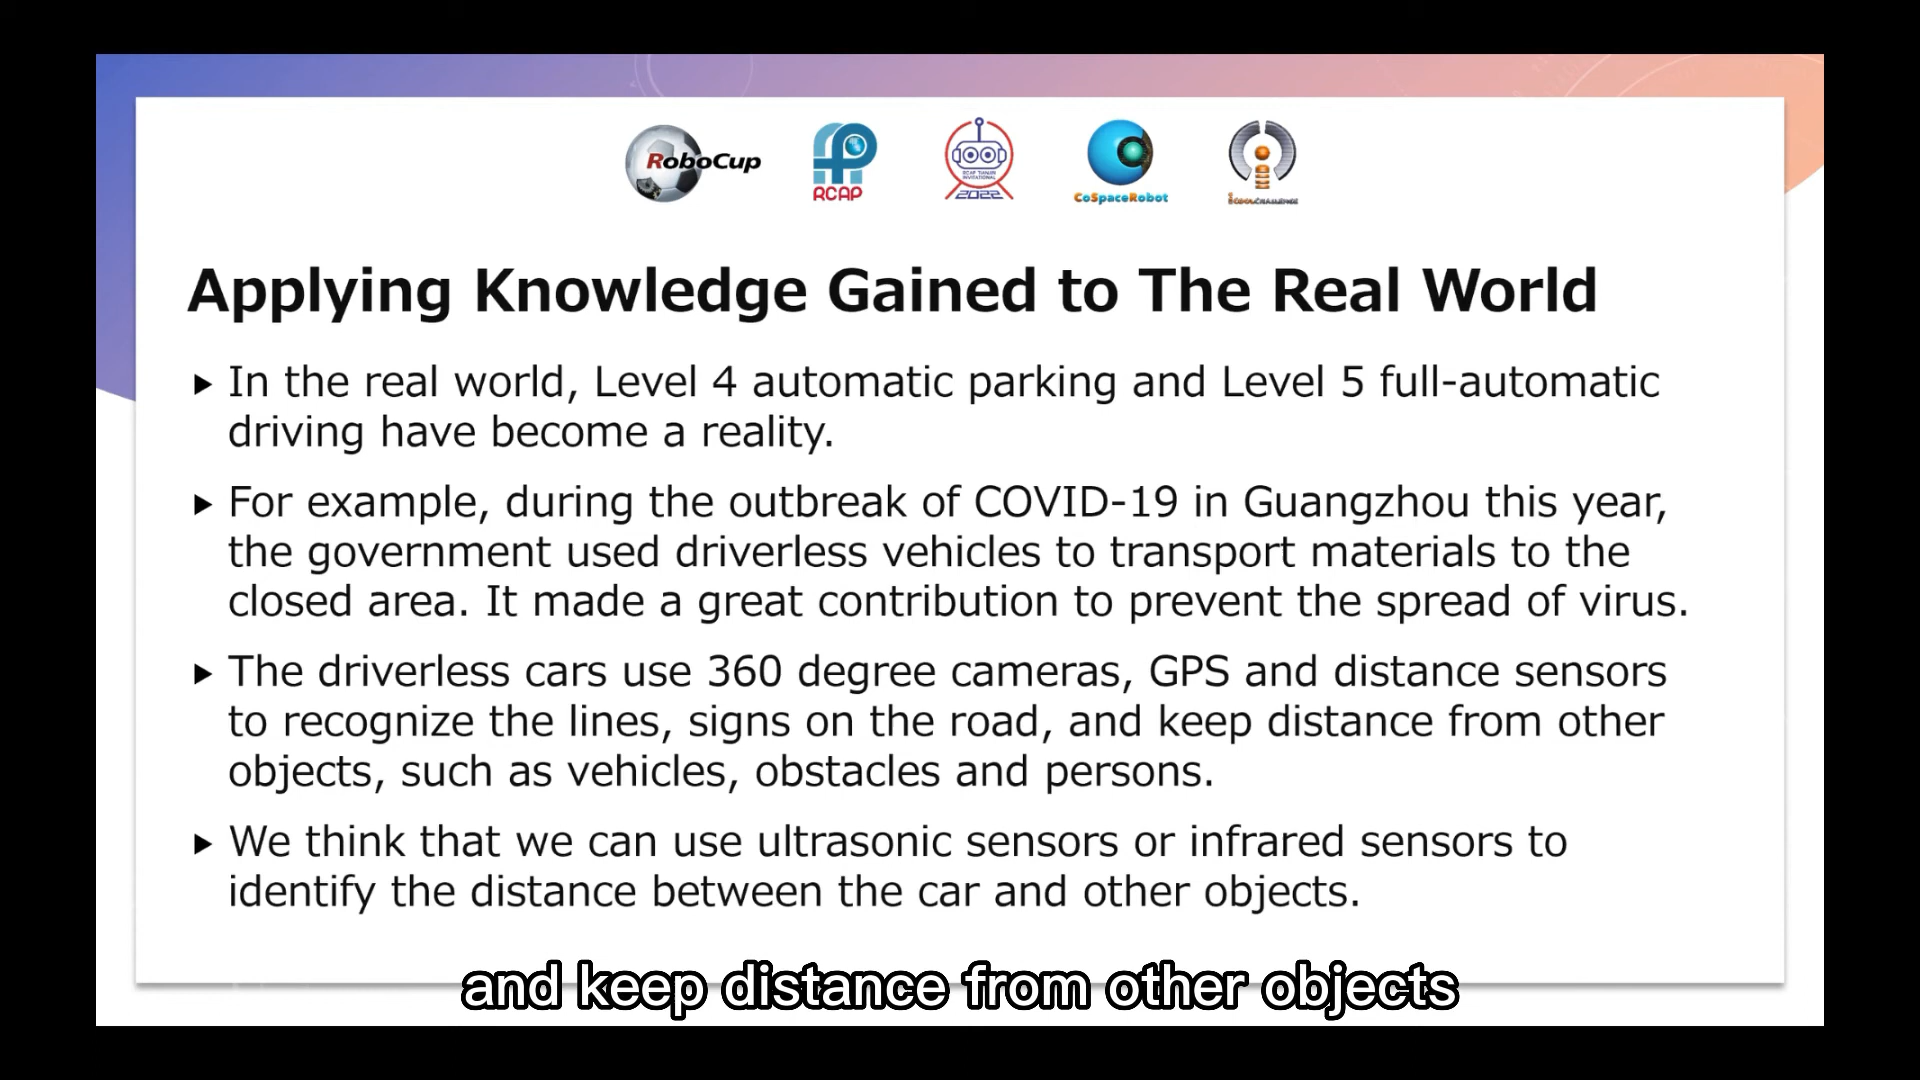 RoboCup
RCAP
RCAP TIANJIN
INVITATIONAL
2022
CoSpaceRobot
iCOOLCHALLENGE
Applying Knowledge Gained to The Real World
In the real world, Level 4 automatic parking and Level 5 full-automatic
driving have become a reality.
For example, during the outbreak of COVID-19 in Guangzhou this year,
the government used driverless vehicles to transport materials to the
closed area. It made a great contribution to prevent the spread of virus.
The driverless cars use 360 degree cameras, GPS and distance sensors
to recognize the lines, signs on the road, and keep distance from other
objects, such as vehicles, obstacles and persons.
We think that we can use ultrasonic sensors or infrared sensors to
identify the distance between the car and other objects.
and keep distance from other objects